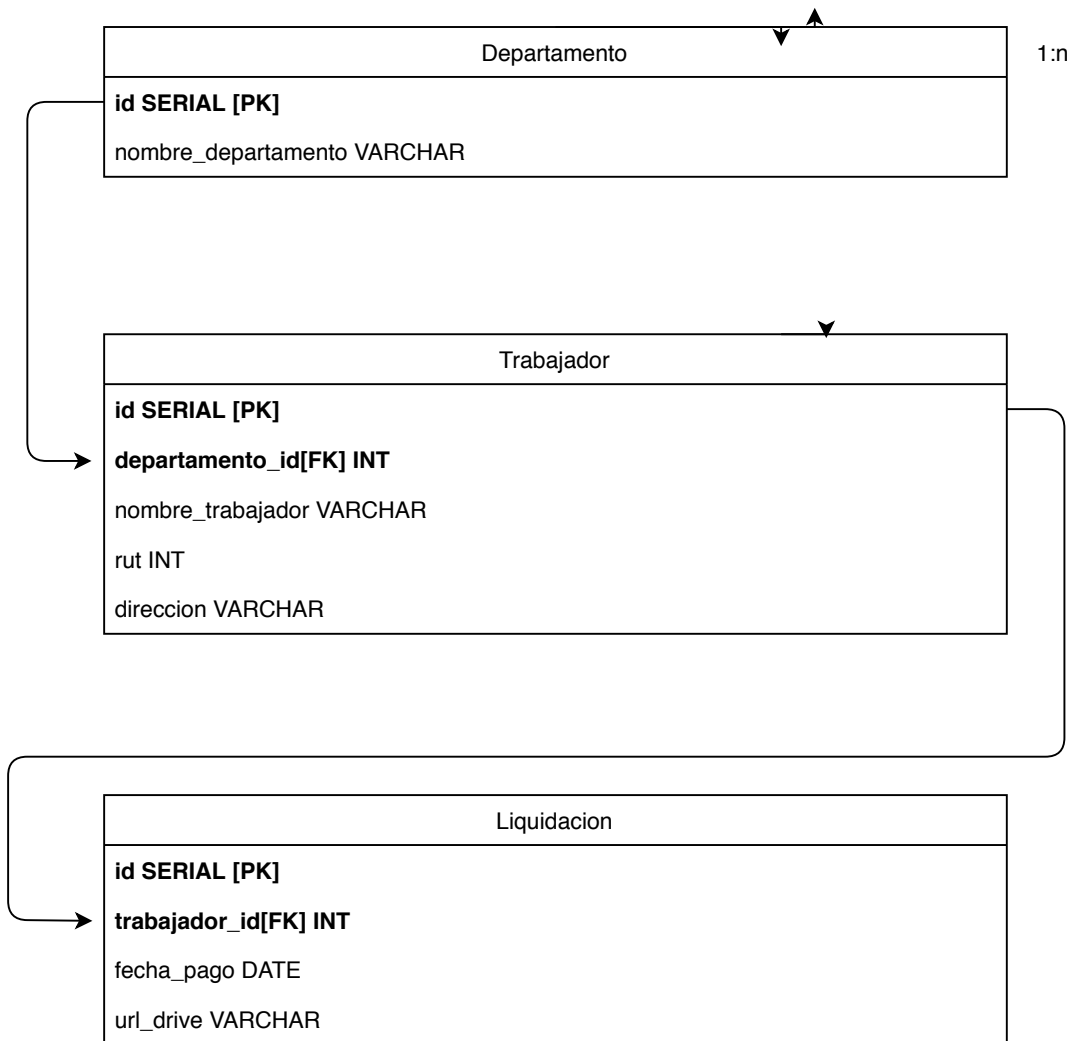 Departamento
1:n
id SERIAL [PK]
nombre_departamento VARCHAR
Trabajador
id SERIAL [PK]
departamento_id[FK] INT
nombre_trabajador VARCHAR
rut INT
direccion VARCHAR
Liquidacion
id SERIAL [PK]
trabajador_id[FK] INT
fecha_pago DATE
url_drive VARCHAR